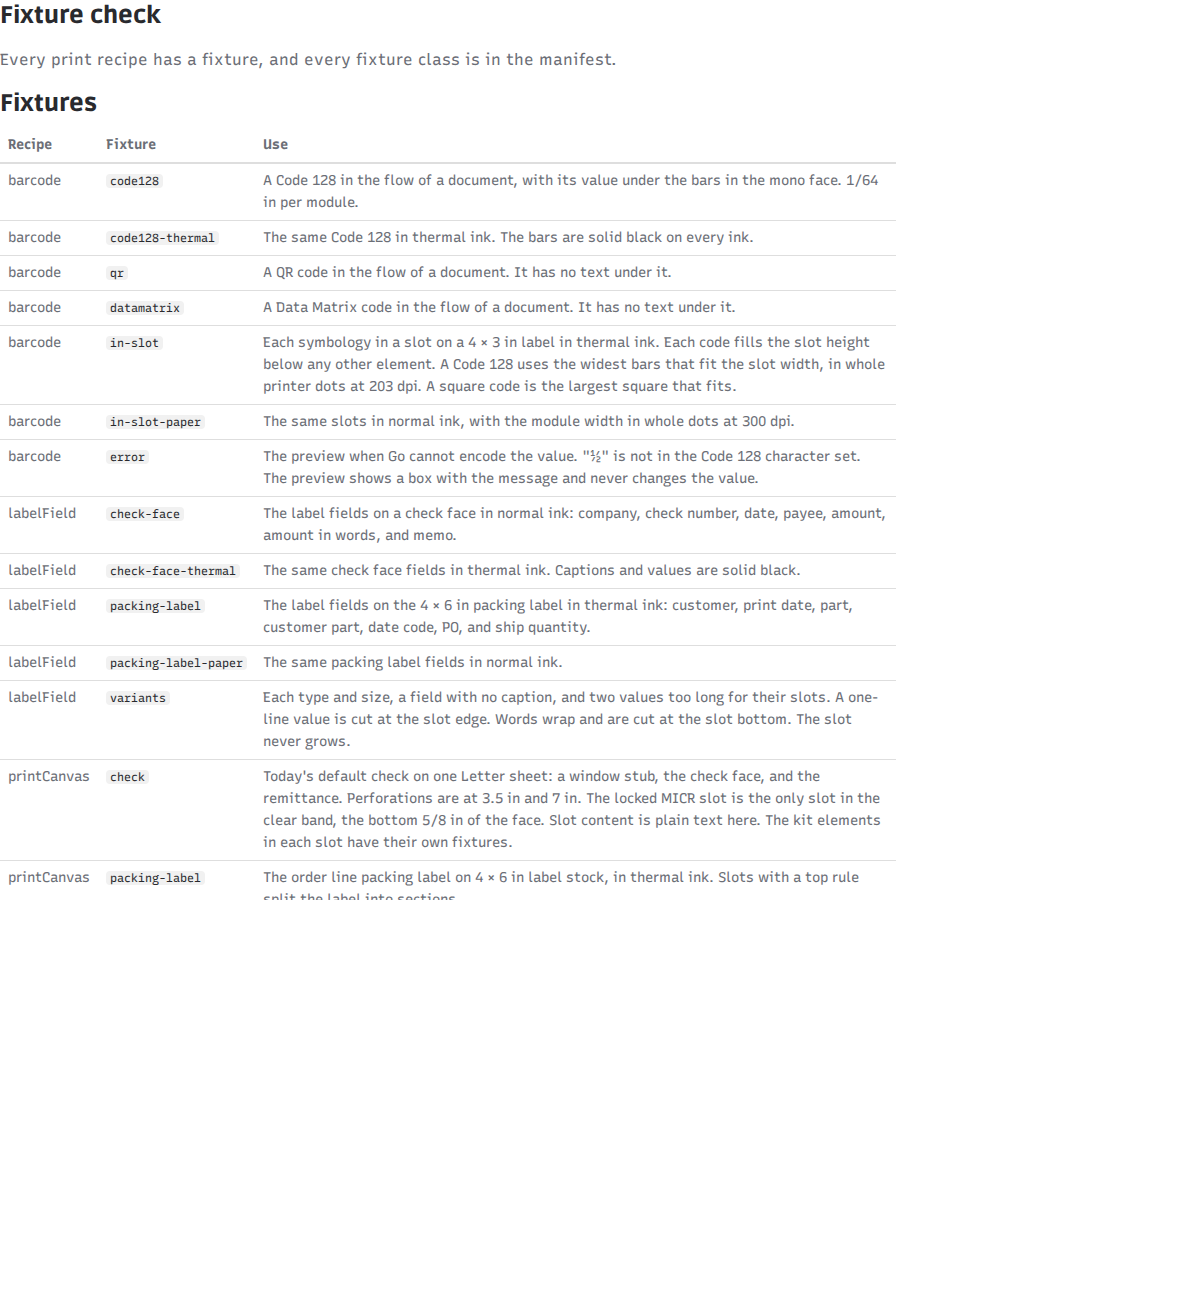 Fixture check
Every print recipe has a fixture, and every fixture class is in the manifest.
Fixtures
Recipe Fixture Use
barcode code128 A Code 128 in the flow of a document, with its value under the bars in the mono face. 1/64
in per module.
barcode code128-thermal The same Code 128 in thermal ink. The bars are solid black on every ink.
barcode qr A QR code in the flow of a document. It has no text under it.
barcode datamatrix A Data Matrix code in the flow of a document. It has no text under it.
barcode in-slot Each symbology in a slot on a 4 × 3 in label in thermal ink. Each code fills the slot height
below any other element. A Code 128 uses the widest bars that fit the slot width, in whole
printer dots at 203 dpi. A square code is the largest square that fits.
barcode in-slot-paper The same slots in normal ink, with the module width in whole dots at 300 dpi.
barcode error The preview when Go cannot encode the value. "½" is not in the Code 128 character set.
The preview shows a box with the message and never changes the value.
labelField check-face The label fields on a check face in normal ink: company, check number, date, payee, amount,
amount in words, and memo.
labelField check-face-thermal The same check face fields in thermal ink. Captions and values are solid black.
labelField packing-label The label fields on the 4 × 6 in packing label in thermal ink: customer, print date, part,
customer part, date code, PO, and ship quantity.
labelField packing-label-paper The same packing label fields in normal ink.
labelField variants Each type and size, a field with no caption, and two values too long for their slots. A one-
line value is cut at the slot edge. Words wrap and are cut at the slot bottom. The slot
never grows.
printCanvas check Today's default check on one Letter sheet: a window stub, the check face, and the
remittance. Perforations are at 3.5 in and 7 in. The locked MICR slot is the only slot in the
clear band, the bottom 5/8 in of the face. Slot content is plain text here. The kit elements
in each slot have their own fixtures.
printCanvas packing-label The order line packing label on 4 × 6 in label stock, in thermal ink. Slots with a top rule
split the label into sections.